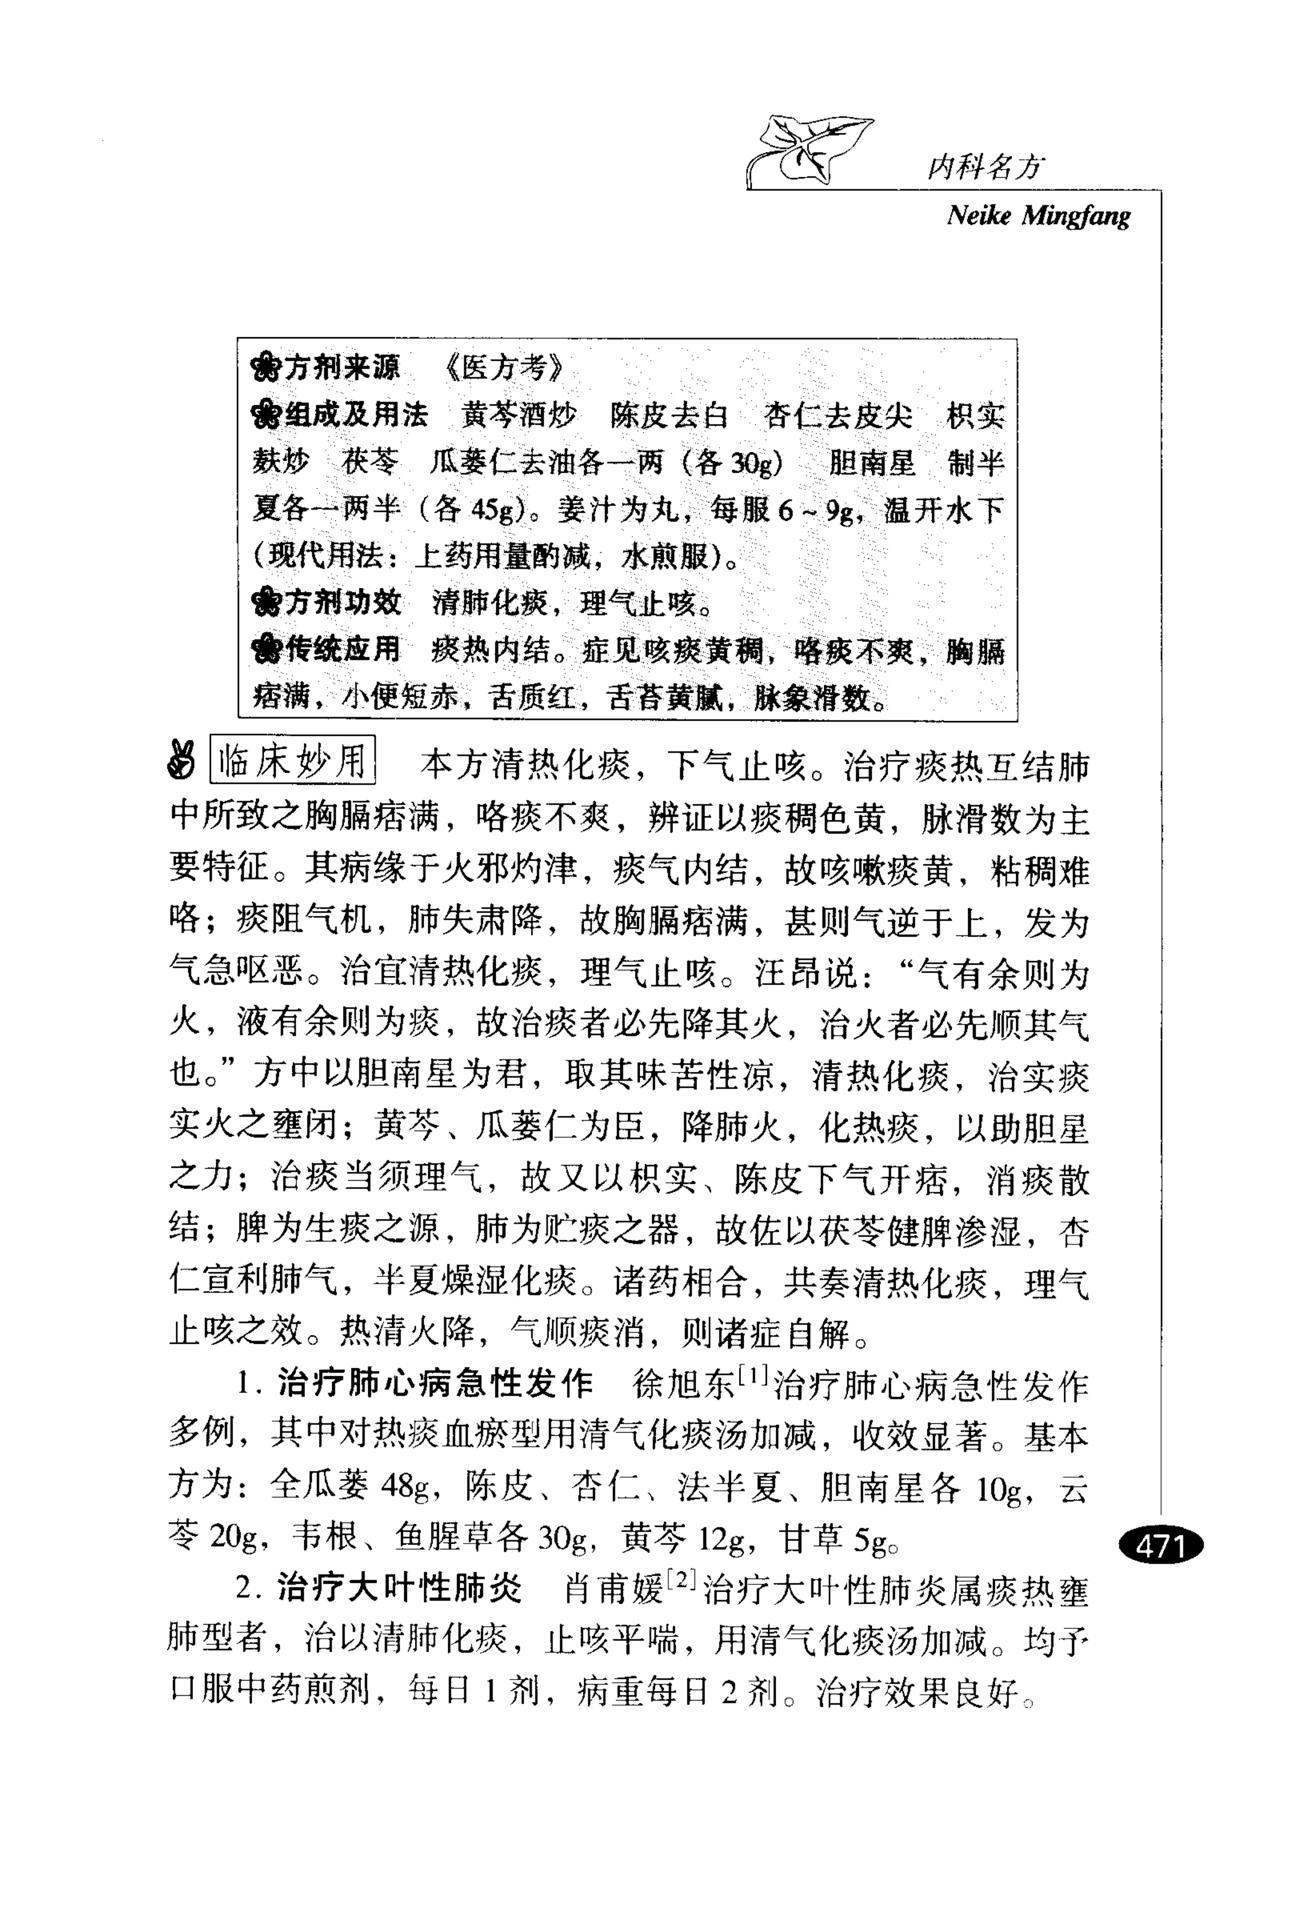 内科名方
Neike Mingfang
方剂来源 《医方考》
组成及用法 黄芩酒炒 陈皮去白 杏仁去皮尖 枳实
麸炒 茯苓 瓜蒌仁去油各一两（各30g） 胆南星 制半
夏各一两半（各45g）。姜汁为丸，每服6～9g，温开水下
（现代用法：上药用量酌减，水煎服）。
方剂功效 清肺化痰，理气止咳。
传统应用 痰热内结。症见咳痰黄稠，咯痰不爽，胸膈
痞满，小便短赤，舌质红，舌苔黄腻，脉象滑数。
临床妙用 本方清热化痰，下气止咳。治疗痰热互结肺
中所致之胸膈痞满，咯痰不爽，辨证以痰稠色黄，脉滑数为主
要特征。其病缘于火邪灼津，痰气内结，故咳嗽痰黄，粘稠难
咯；痰阻气机，肺失肃降，故胸膈痞满，甚则气逆于上，发为
气急呕恶。治宜清热化痰，理气止咳。汪昂说：“气有余则为
火，液有余则为痰，故治痰者必先降其火，治火者必先顺其气
也。”方中以胆南星为君，取其味苦性凉，清热化痰，治实痰
实火之壅闭；黄芩、瓜蒌仁为臣，降肺火，化热痰，以助胆星
之力；治痰当须理气，故又以枳实、陈皮下气开痞，消痰散
结；脾为生痰之源，肺为贮痰之器，故佐以茯苓健脾渗湿，杏
仁宣利肺气，半夏燥湿化痰。诸药相合，共奏清热化痰，理气
止咳之效。热清火降，气顺痰消，则诸症自解。
1. 治疗肺心病急性发作 徐旭东[1]治疗肺心病急性发作
多例，其中对热痰血瘀型用清气化痰汤加减，收效显著。基本
方为：全瓜蒌 48g，陈皮、杏仁、法半夏、胆南星各 10g，云
苓 20g，韦根、鱼腥草各 30g，黄芩 12g，甘草 5g。
471
2. 治疗大叶性肺炎 肖甫媛[2]治疗大叶性肺炎属痰热壅
肺型者，治以清肺化痰，止咳平喘，用清气化痰汤加减。均予
口服中药煎剂，每日 1 剂，病重每日 2 剂。治疗效果良好。